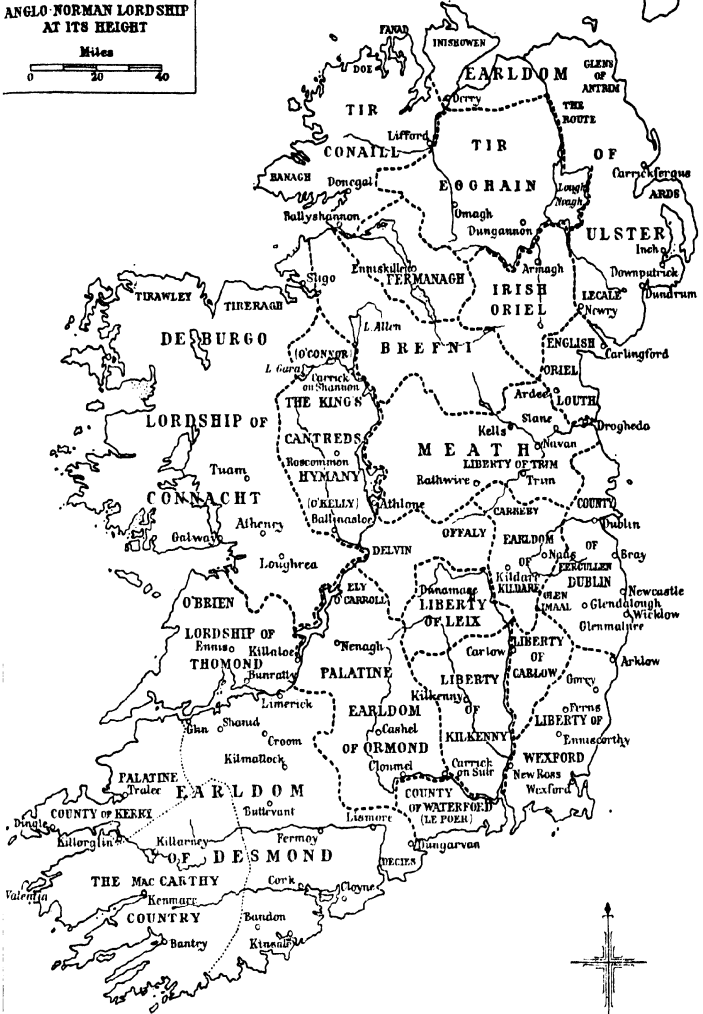 ANGLO-NORMAN LORDSHIP
AT ITS HEIGHT
Miles
0 20 40
FANAD
INISHOWEN
DOE
EARLDOM
GLENS
OF
ANTRIM
Derry
THE
ROUTE
TIR
CONAILL
Lifford
TIR
EOGHAIN
OF
Carrickfergus
BANAGH
Donegal
Lough
Neagh
ARDS
Omagh
Ballyshannon
Dungannon
ULSTER
Inch
Enniskillen
FERMANAGH
Armagh
Downpatrick
Sligo
IRISH
ORIEL
LECALE
Dundrum
Newry
TIRAWLEY
TIRERAGH
L. Allen
DE BURGO
BREFNI
ENGLISH
ORIEL
Carlingford
(O'CONNOR)
L Gara
Carrick
on Shannon
Ardee
LOUTH
THE KING'S
CANTREDS
LORDSHIP OF
CONNACHT
Kells
Slane
Drogheda
MEATH
Navan
Roscommon
LIBERTY OF TRIM
Tuam
HYMANY
Rathwire
Trim
(O'KELLY)
Athlone
CARBEBY
COUNTY
Ballinasloe
Athenry
OFFALY
Dublin
EARLDOM
OF
KILDARE
OF
DUBLIN
Galway
DELVIN
Naas
Bray
Loughrea
FERCULLEN
Kildare
ELY
O'CARROLL
Dunamase
GLEN
IMAAL
Newcastle
O'BRIEN
LIBERTY
OF LEIX
Glendalough
Wicklow
Glenmalure
LORDSHIP OF
THOMOND
Ennis
Killaloe
Nenagh
Carlow
LIBERTY
OF
CARLOW
Arklow
Bunratty
PALATINE
EARLDOM
OF ORMOND
LIBERTY
OF
KILKENNY
Gorey
Kilkenny
Limerick
Glin
Shanid
Ferns
LIBERTY OF
WEXFORD
Croom
Cashel
Enniscorthy
Kilmallock
Clonmel
Carrick
on Suir
New Ross
PALATINE
COUNTY OF KERRY
Tralee
EARLDOM
OF DESMOND
COUNTY
OF WATERFORD
(LE POER)
Wexford
Buttevant
Dingle
Lismore
Killorglin
Killarney
Fermoy
Dungarvan
DECIES
THE MAC CARTHY
COUNTRY
Valentia
Cork
Cloyne
Kenmare
Bandon
Bantry
Kinsale